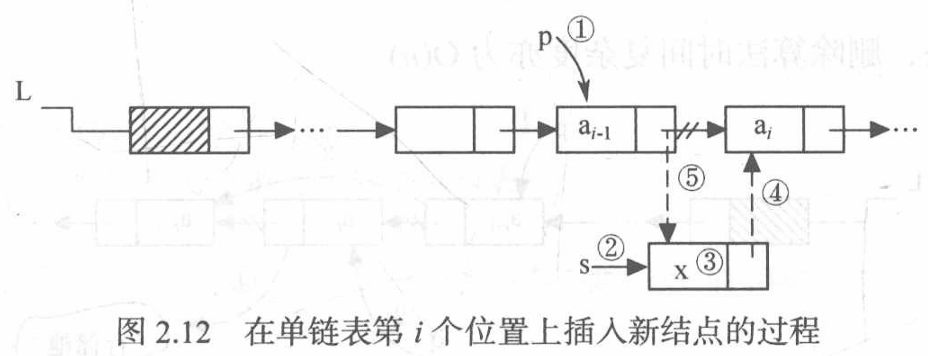 p ①
L
… a_{i-1} a_i …
⑤ ④
s ② x ③
图 2.12 在单链表第 i 个位置上插入新结点的过程